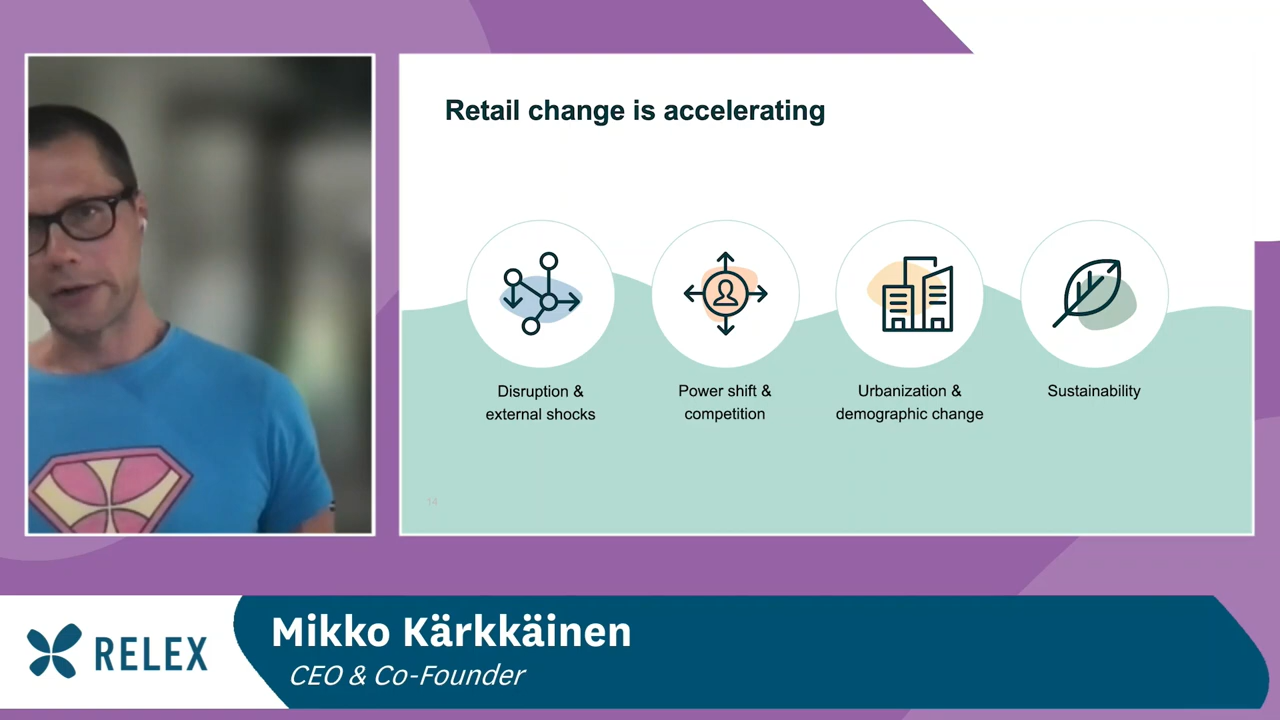 Retail change is accelerating
Disruption &
external shocks
Power shift &
competition
Urbanization &
demographic change
Sustainability
14
RELEX
Mikko Kärkkäinen
CEO & Co-Founder